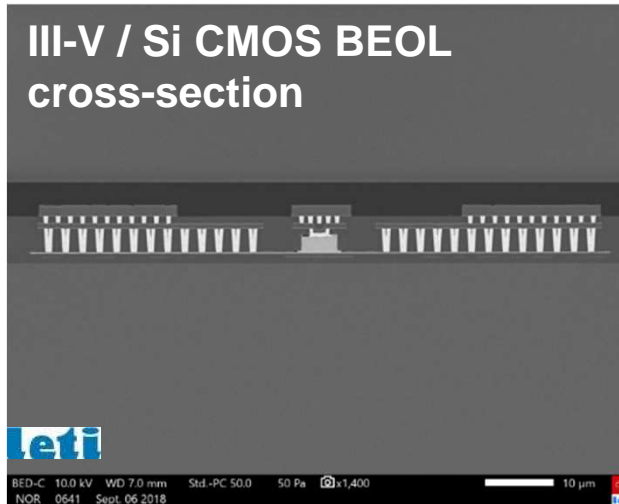 III-V / Si CMOS BEOL
cross-section
leti
BED-C 10.0 kV WD 7.0 mm Std.-PC 50.0 50 Pa x1,400 10 µm
NOR 0641 Sept. 06 2018